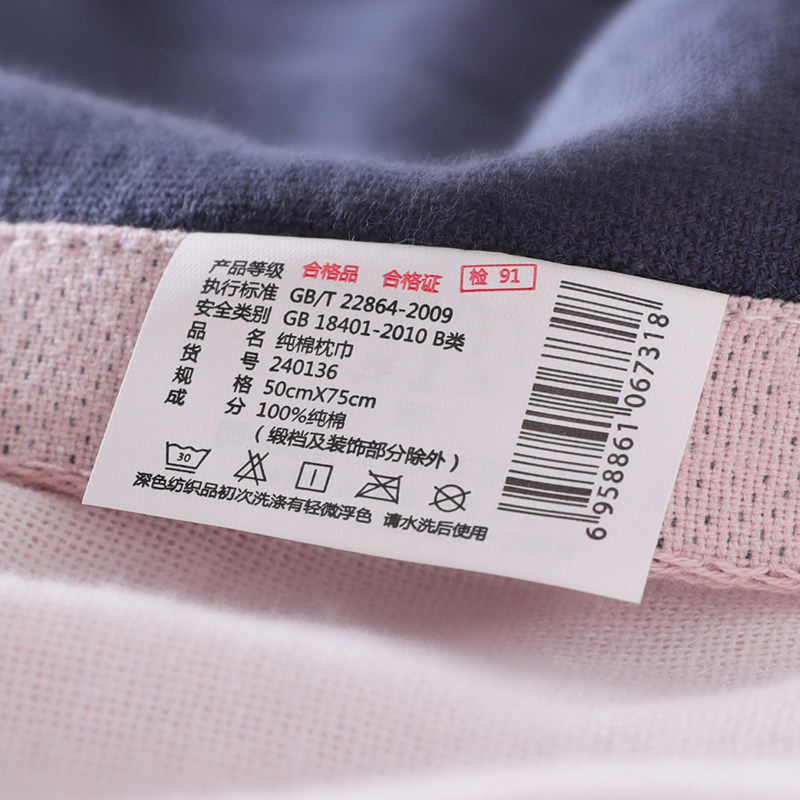 产品等级 合格品 合格证 检 91
执行标准 GB/T 22864-2009
安全类别 GB 18401-2010 B类
品 名 纯棉枕巾
货 号 240136
规 格 50cmX75cm
成 分 100%纯棉
(缎档及装饰部分除外)
30
深色纺织品初次洗涤有轻微浮色 请水洗后使用
6958861067318